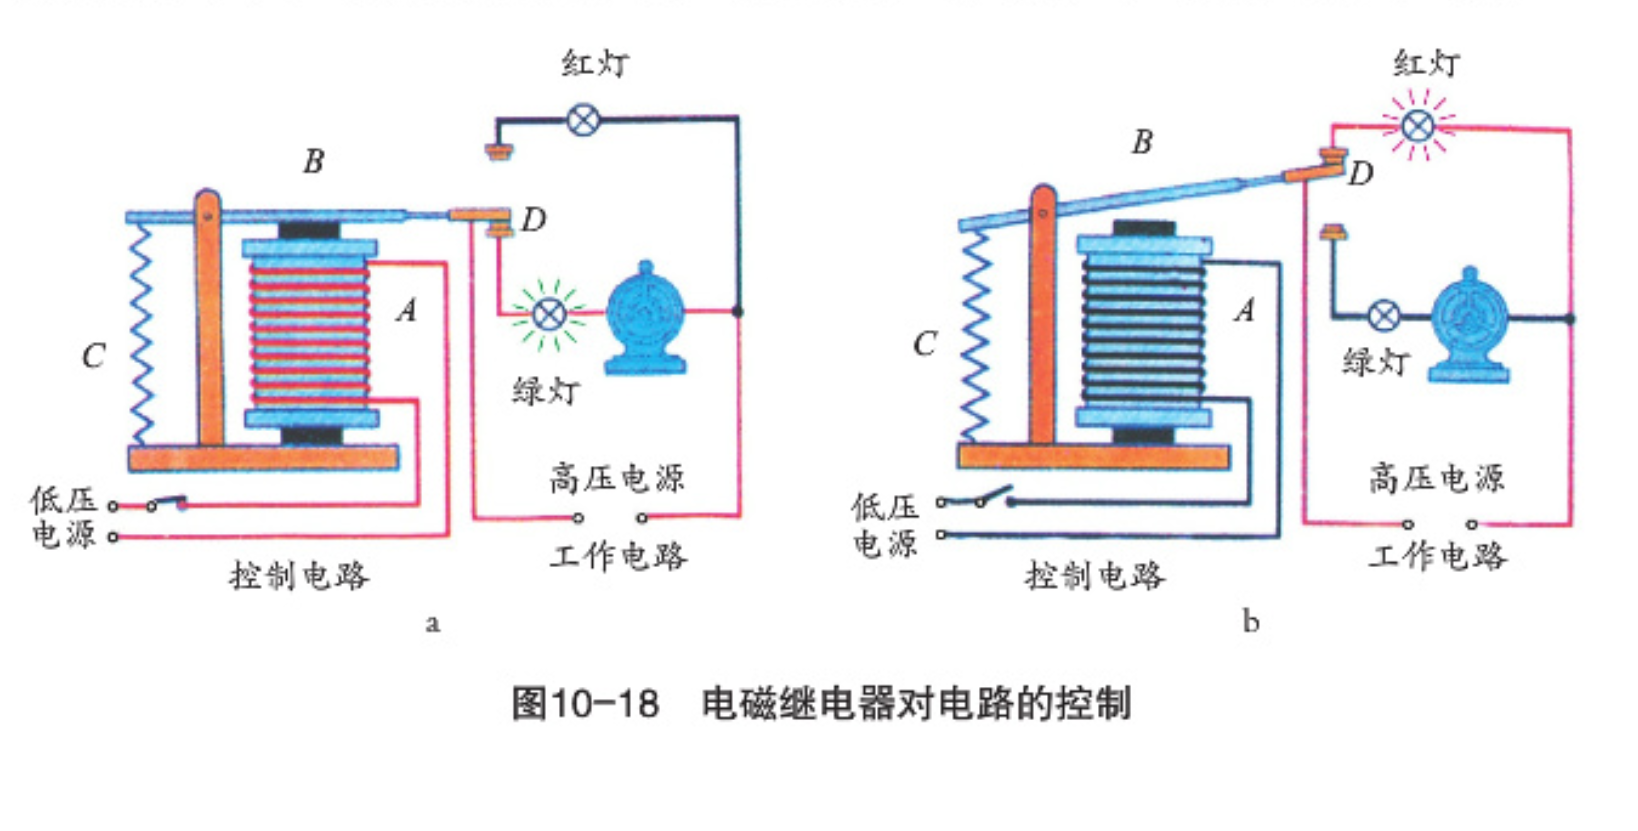 红灯
B
D
A
C
绿灯
高压电源
低压
电源
工作电路
控制电路
a
红灯
B
D
A
C
绿灯
高压电源
低压
电源
工作电路
控制电路
b
图10-18 电磁继电器对电路的控制